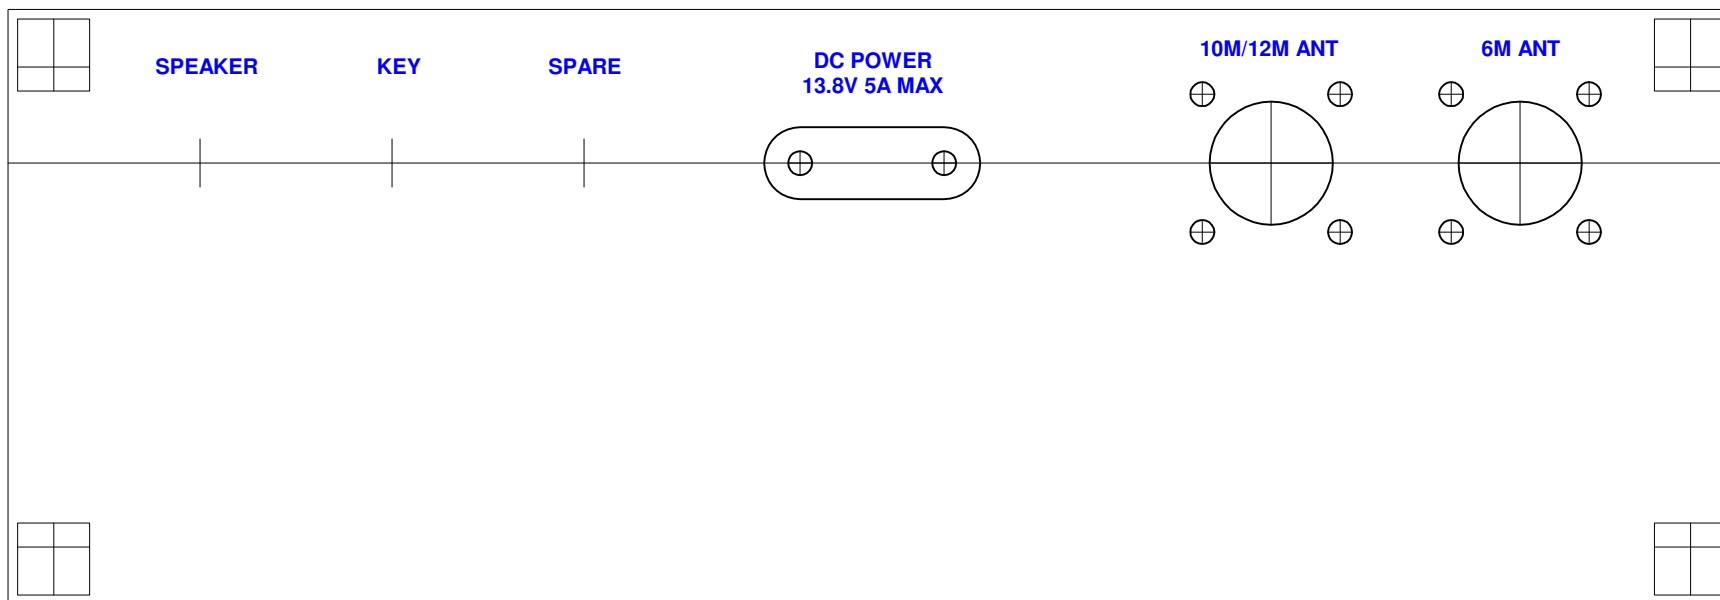 SPEAKER
KEY
SPARE
DC POWER
13.8V 5A MAX
10M/12M ANT
6M ANT